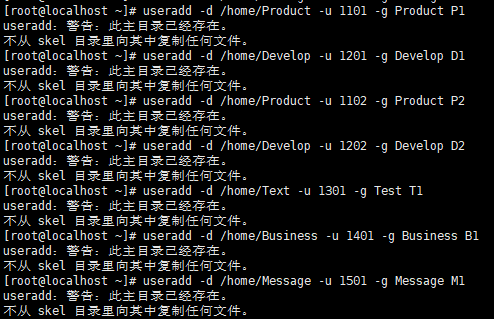 [root@localhost ~]# useradd -d /home/Product -u 1101 -g Product P1
useradd：警告：此主目录已经存在。
不从 skel 目录里向其中复制任何文件。
[root@localhost ~]# useradd -d /home/Develop -u 1201 -g Develop D1
useradd：警告：此主目录已经存在。
不从 skel 目录里向其中复制任何文件。
[root@localhost ~]# useradd -d /home/Product -u 1102 -g Product P2
useradd：警告：此主目录已经存在。
不从 skel 目录里向其中复制任何文件。
[root@localhost ~]# useradd -d /home/Develop -u 1202 -g Develop D2
useradd：警告：此主目录已经存在。
不从 skel 目录里向其中复制任何文件。
[root@localhost ~]# useradd -d /home/Text -u 1301 -g Test T1
useradd：警告：此主目录已经存在。
不从 skel 目录里向其中复制任何文件。
[root@localhost ~]# useradd -d /home/Business -u 1401 -g Business B1
useradd：警告：此主目录已经存在。
不从 skel 目录里向其中复制任何文件。
[root@localhost ~]# useradd -d /home/Message -u 1501 -g Message M1
useradd：警告：此主目录已经存在。
不从 skel 目录里向其中复制任何文件。